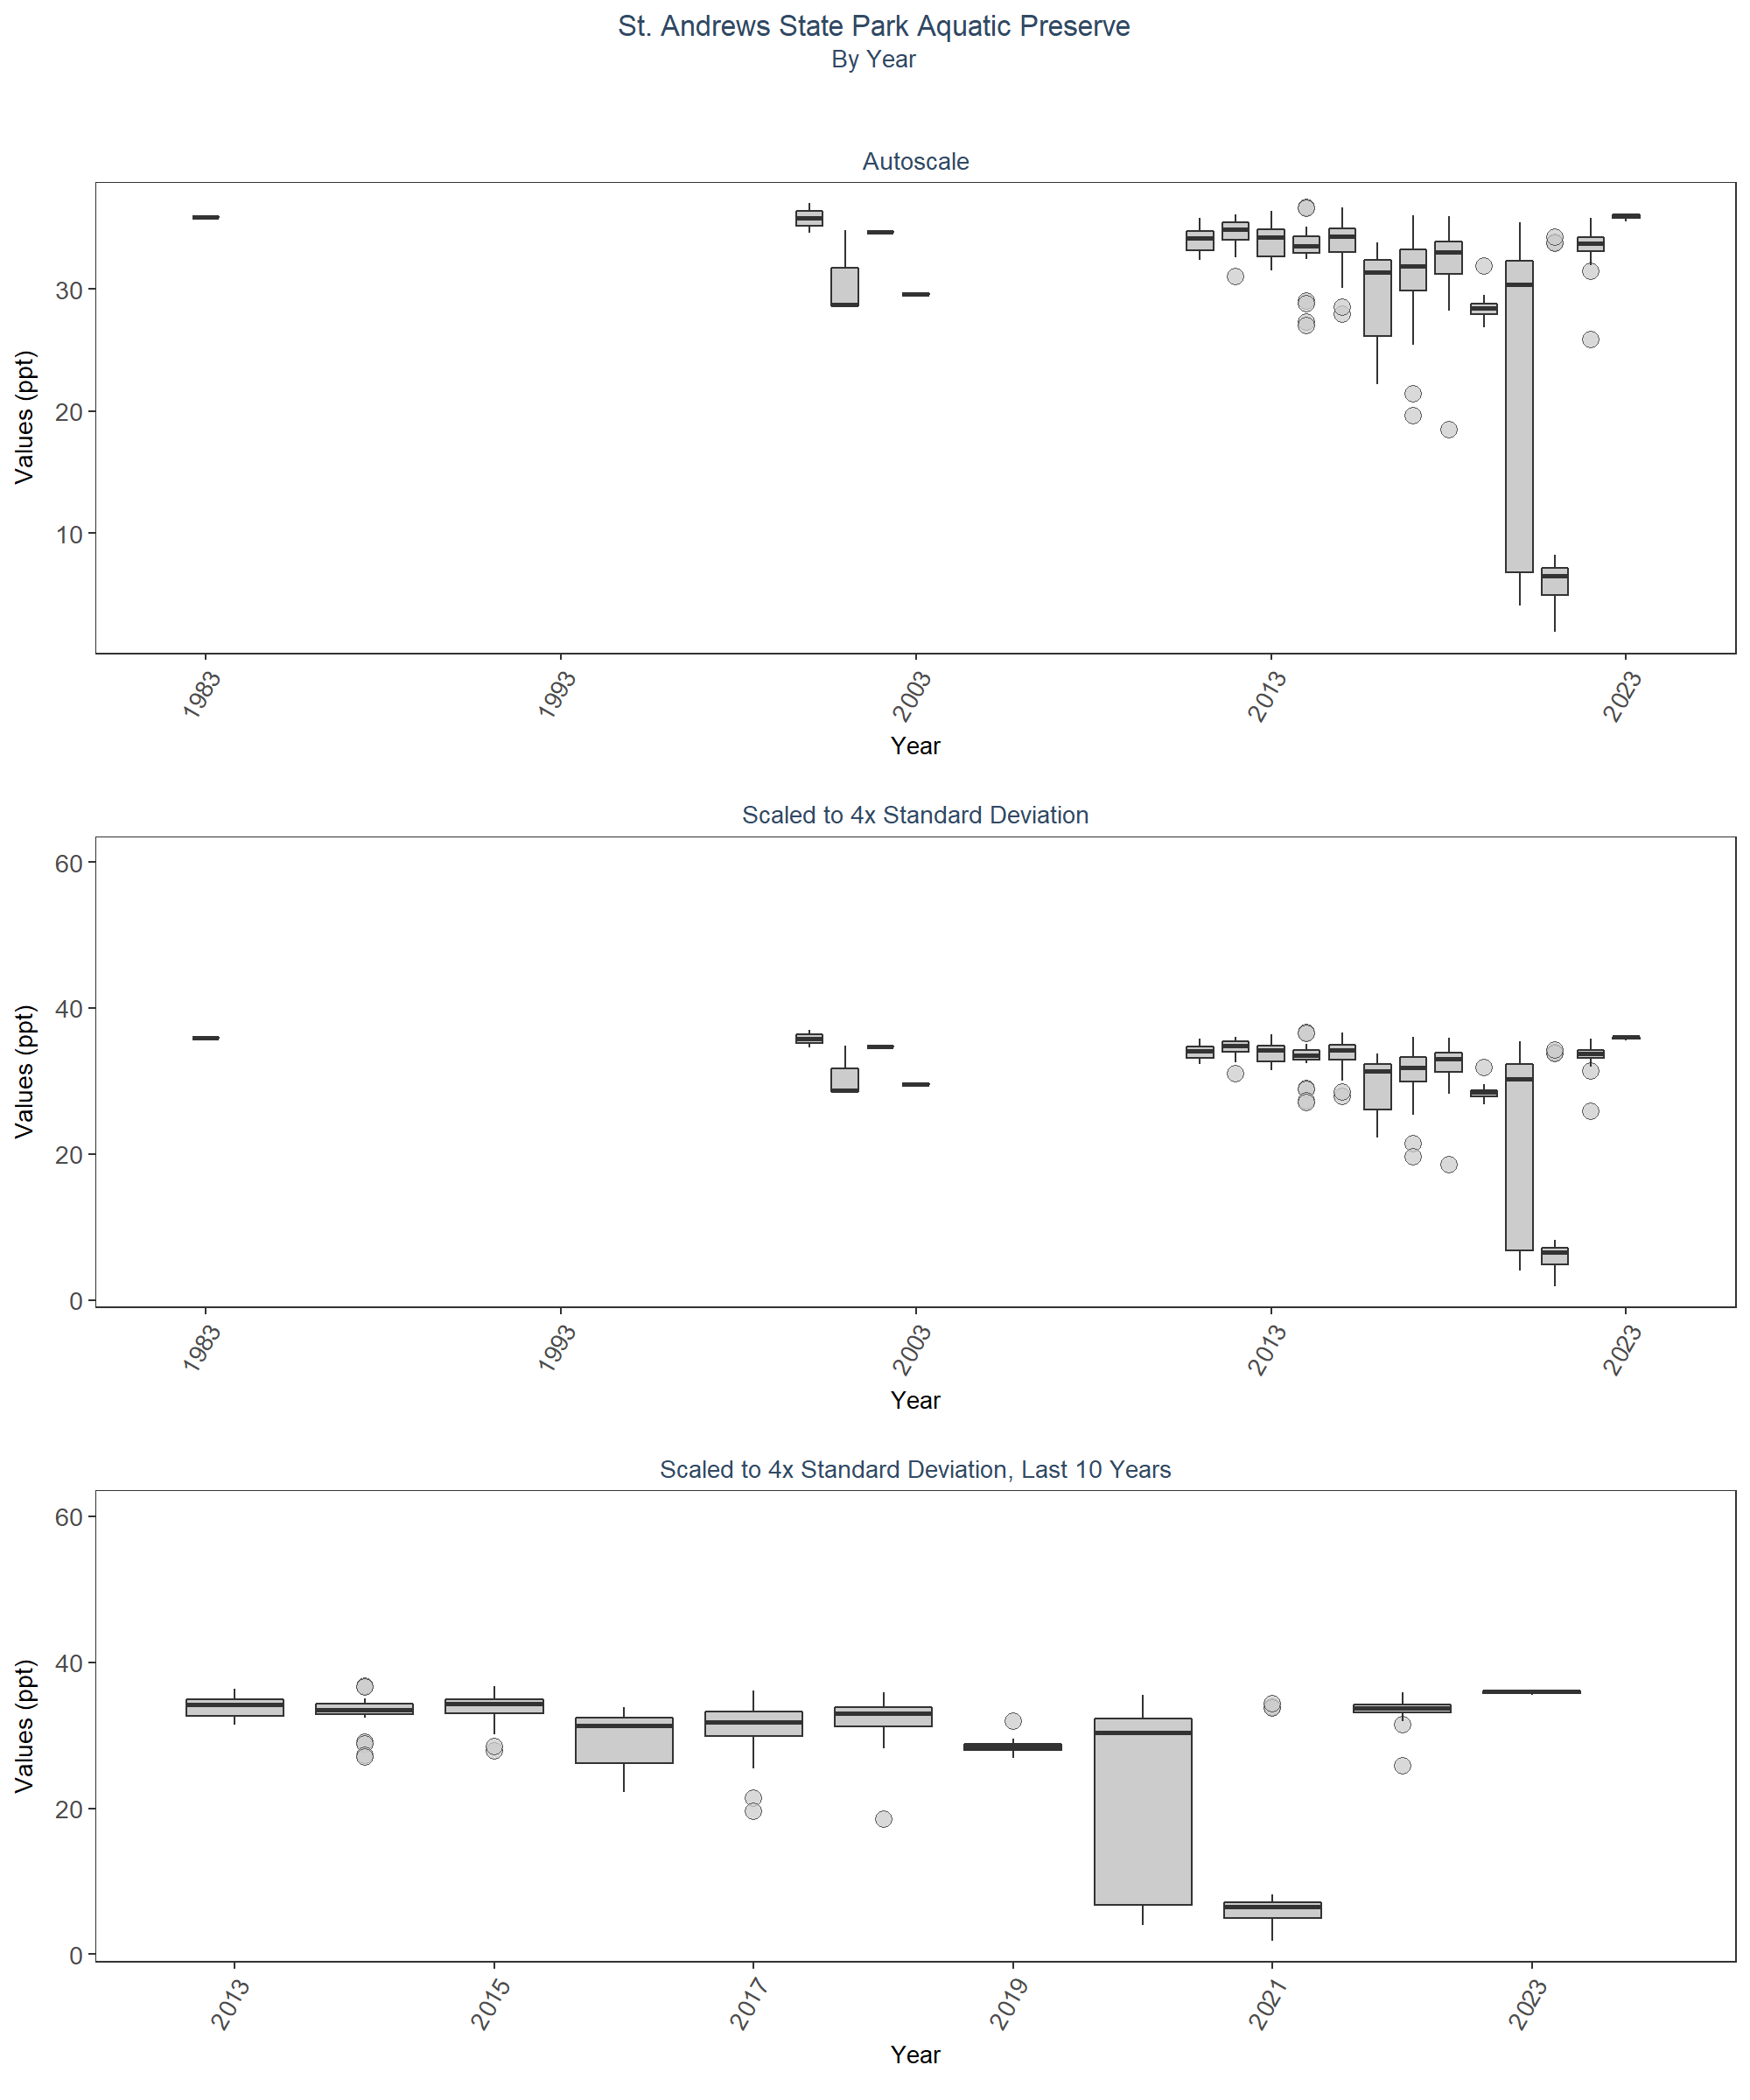 St. Andrews State Park Aquatic Preserve
By Year
Autoscale
Values (ppt)
30
20
10
1983
1993
2003
2013
2023
Year
Scaled to 4x Standard Deviation
Values (ppt)
60
40
20
0
1983
1993
2003
2013
2023
Year
Scaled to 4x Standard Deviation, Last 10 Years
Values (ppt)
60
40
20
0
2013
2015
2017
2019
2021
2023
Year